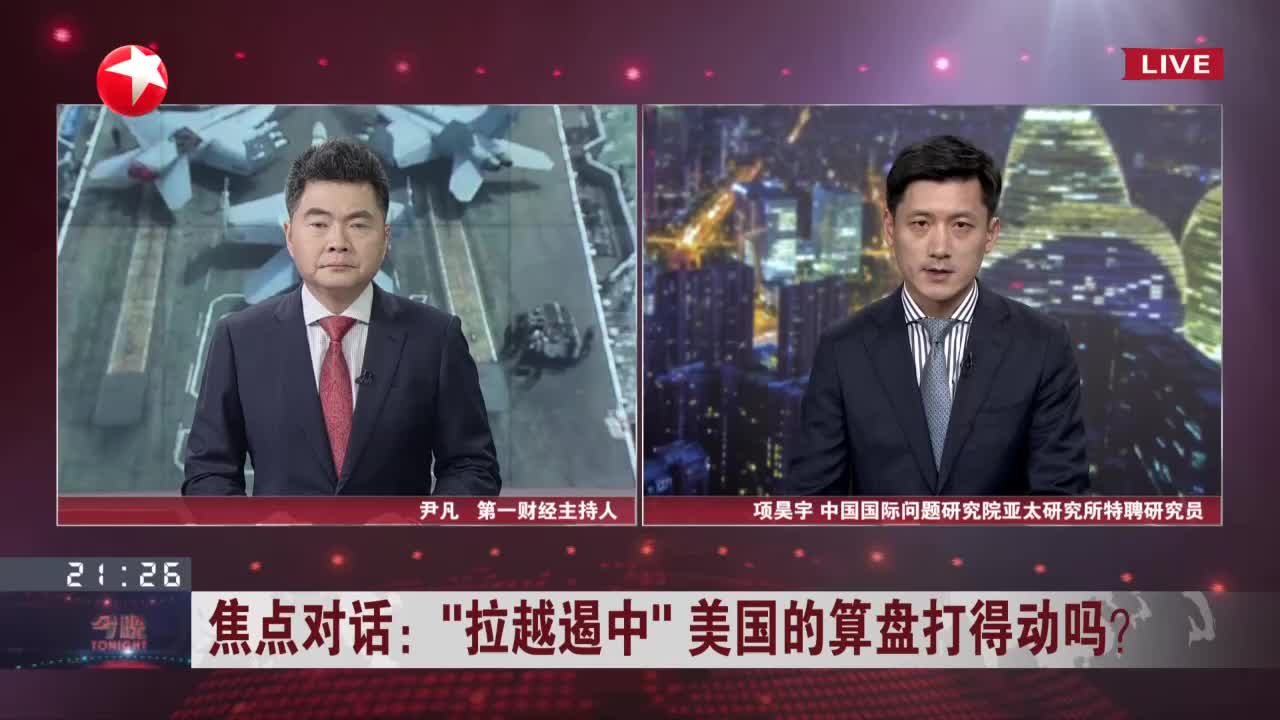 LIVE
尹凡 第一财经主持人
项昊宇 中国国际问题研究院亚太研究所特聘研究员
21:26
今晚
TONIGHT
焦点对话："拉越遏中" 美国的算盘打得动吗？